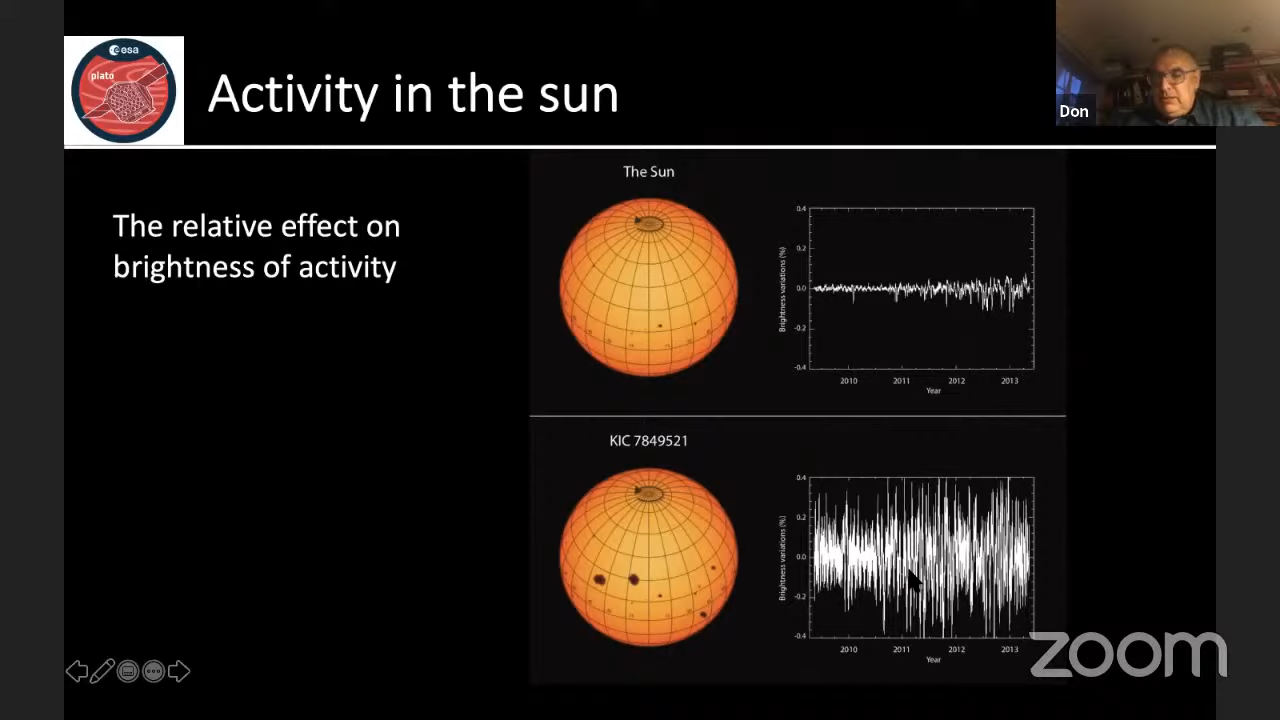 esa
plato
Activity in the sun
Don
The relative effect on
brightness of activity
The Sun
Brightness variations (%)
0.4
0.2
0.0
-0.2
-0.4
2010 2011 2012 2013
Year
KIC 7849521
Brightness variations (%)
0.4
0.2
0.0
-0.2
-0.4
2010 2011 2012 2013
Year
zoom